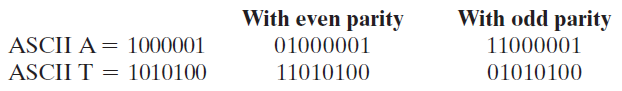 With even parity With odd parity
ASCII A = 1000001 01000001 11000001
ASCII T = 1010100 11010100 01010100